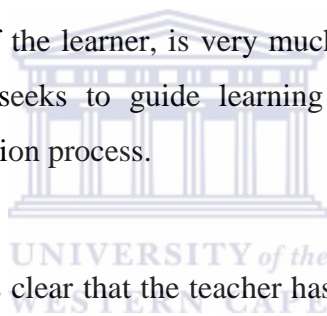 f the learner, is very much
seeks to guide learning
ion process.
UNIVERSITY of the
clear that the teacher has
WESTERN CAPE